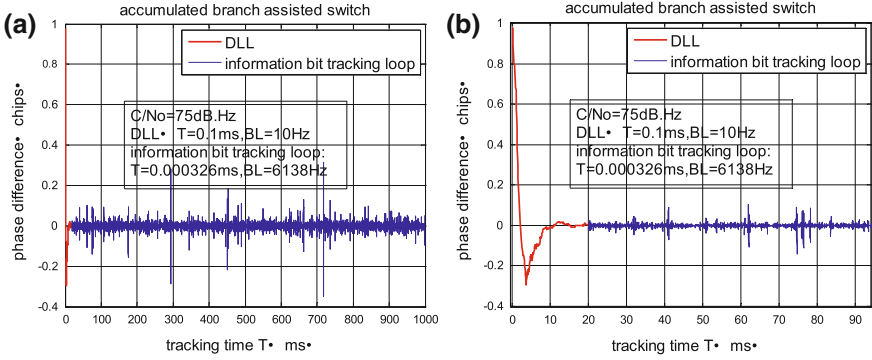 (a)
accumulated branch assisted switch
1
0.8
0.6
0.4
0.2
0
-0.2
-0.4
phase difference• chips•
DLL
information bit tracking loop
C/No=75dB.Hz
DLL• T=0.1ms,BL=10Hz
information bit tracking loop:
T=0.000326ms,BL=6138Hz
0 100 200 300 400 500 600 700 800 900 1000
tracking time T• ms•
(b)
accumulated branch assisted switch
1
0.8
0.6
0.4
0.2
0
-0.2
-0.4
phase difference• chips•
DLL
information bit tracking loop
C/No=75dB.Hz
DLL• T=0.1ms,BL=10Hz
information bit tracking loop:
T=0.000326ms,BL=6138Hz
0 10 20 30 40 50 60 70 80 90
tracking time T• ms•